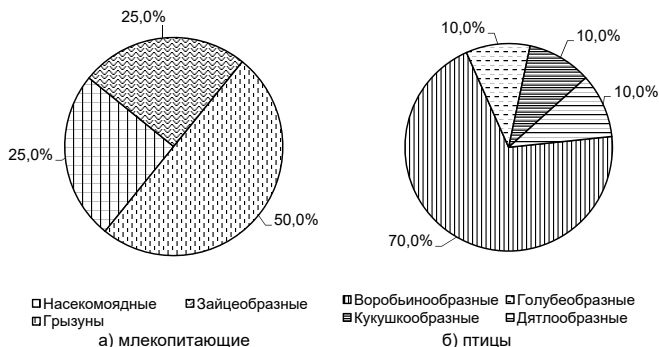 25,0%
25,0%
50,0%
Насекомоядные Зайцеобразные
Грызуны
а) млекопитающие
10,0%
10,0%
10,0%
70,0%
Воробьинообразные Голубеобразные
Кукушкообразные Дятлообразные
б) птицы